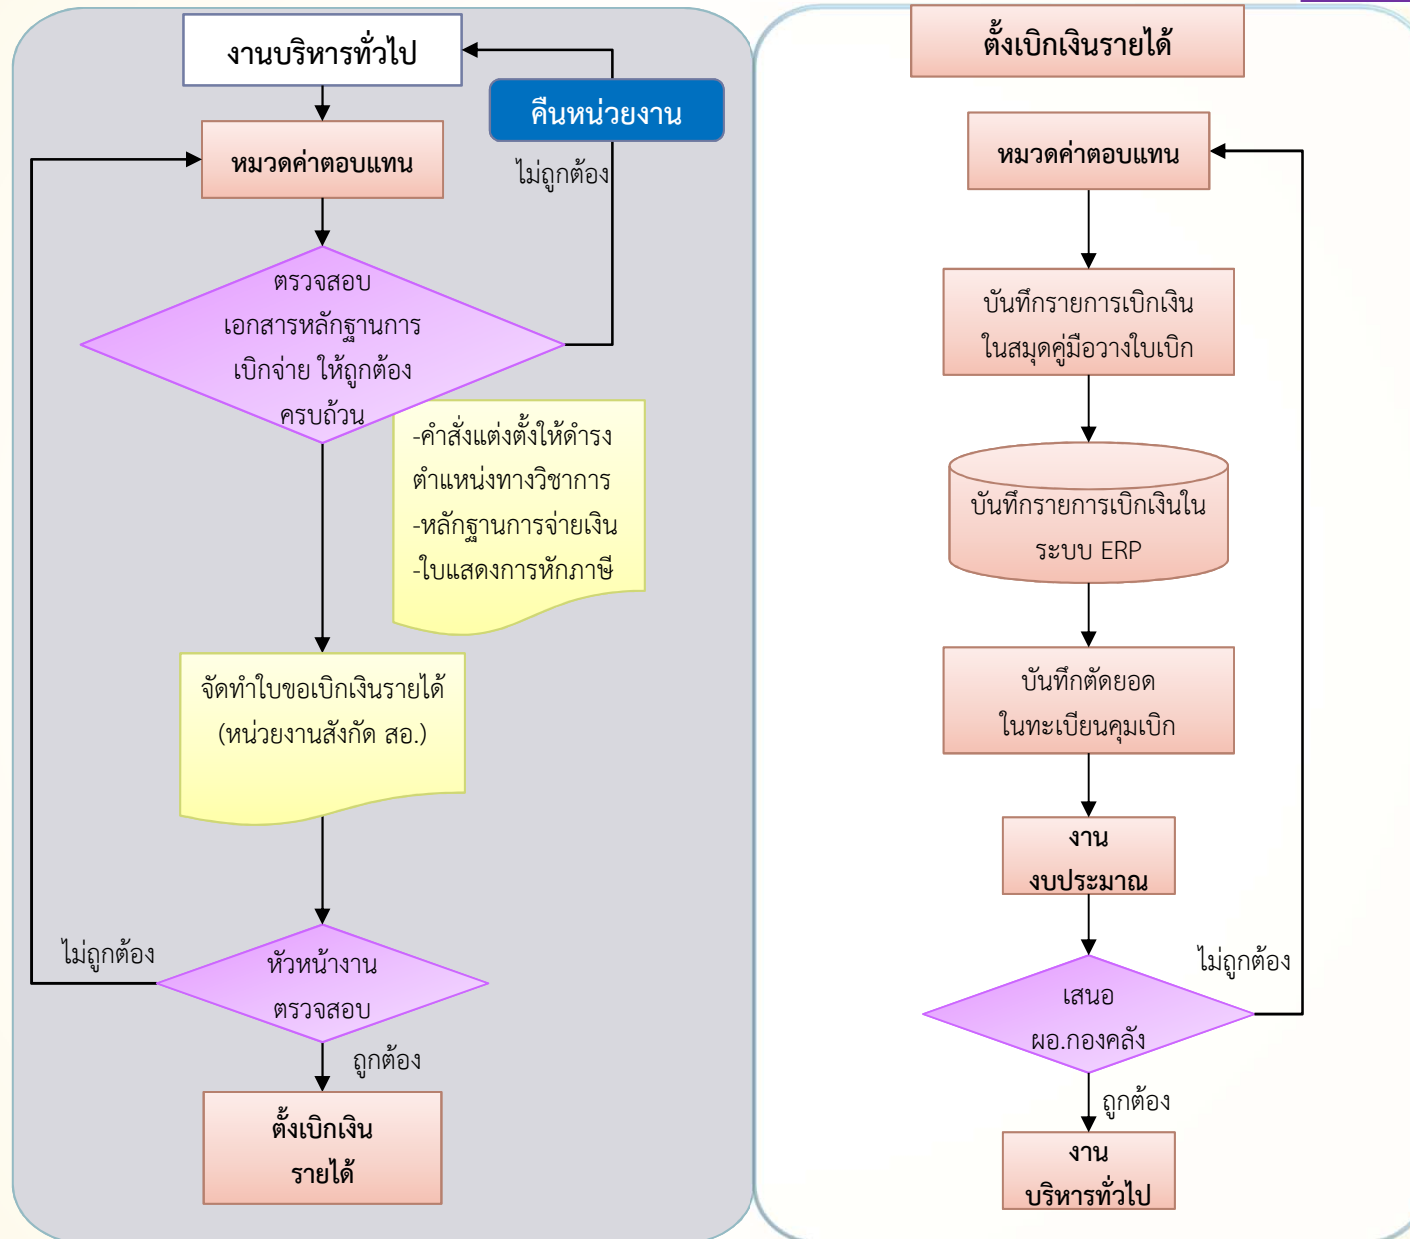 งานบริหารทั่วไป
คืนหน่วยงาน
หมวดค่าตอบแทน
ไม่ถูกต้อง
ตรวจสอบ
เอกสารหลักฐานการ
เบิกจ่าย ให้ถูกต้อง
ครบถ้วน
-คำสั่งแต่งตั้งให้ดำรง
ตำแหน่งทางวิชาการ
-หลักฐานการจ่ายเงิน
-ใบแสดงการหักภาษี
จัดทำใบขอเบิกเงินรายได้
(หน่วยงานสังกัด สอ.)
ไม่ถูกต้อง
หัวหน้างาน
ตรวจสอบ
ถูกต้อง
ตั้งเบิกเงิน
รายได้
ตั้งเบิกเงินรายได้
หมวดค่าตอบแทน
บันทึกรายการเบิกเงิน
ในสมุดคู่มือวางใบเบิก
บันทึกรายการเบิกเงินใน
ระบบ ERP
บันทึกตัดยอด
ในทะเบียนคุมเบิก
งาน
งบประมาณ
ไม่ถูกต้อง
เสนอ
ผอ.กองคลัง
ถูกต้อง
งาน
บริหารทั่วไป